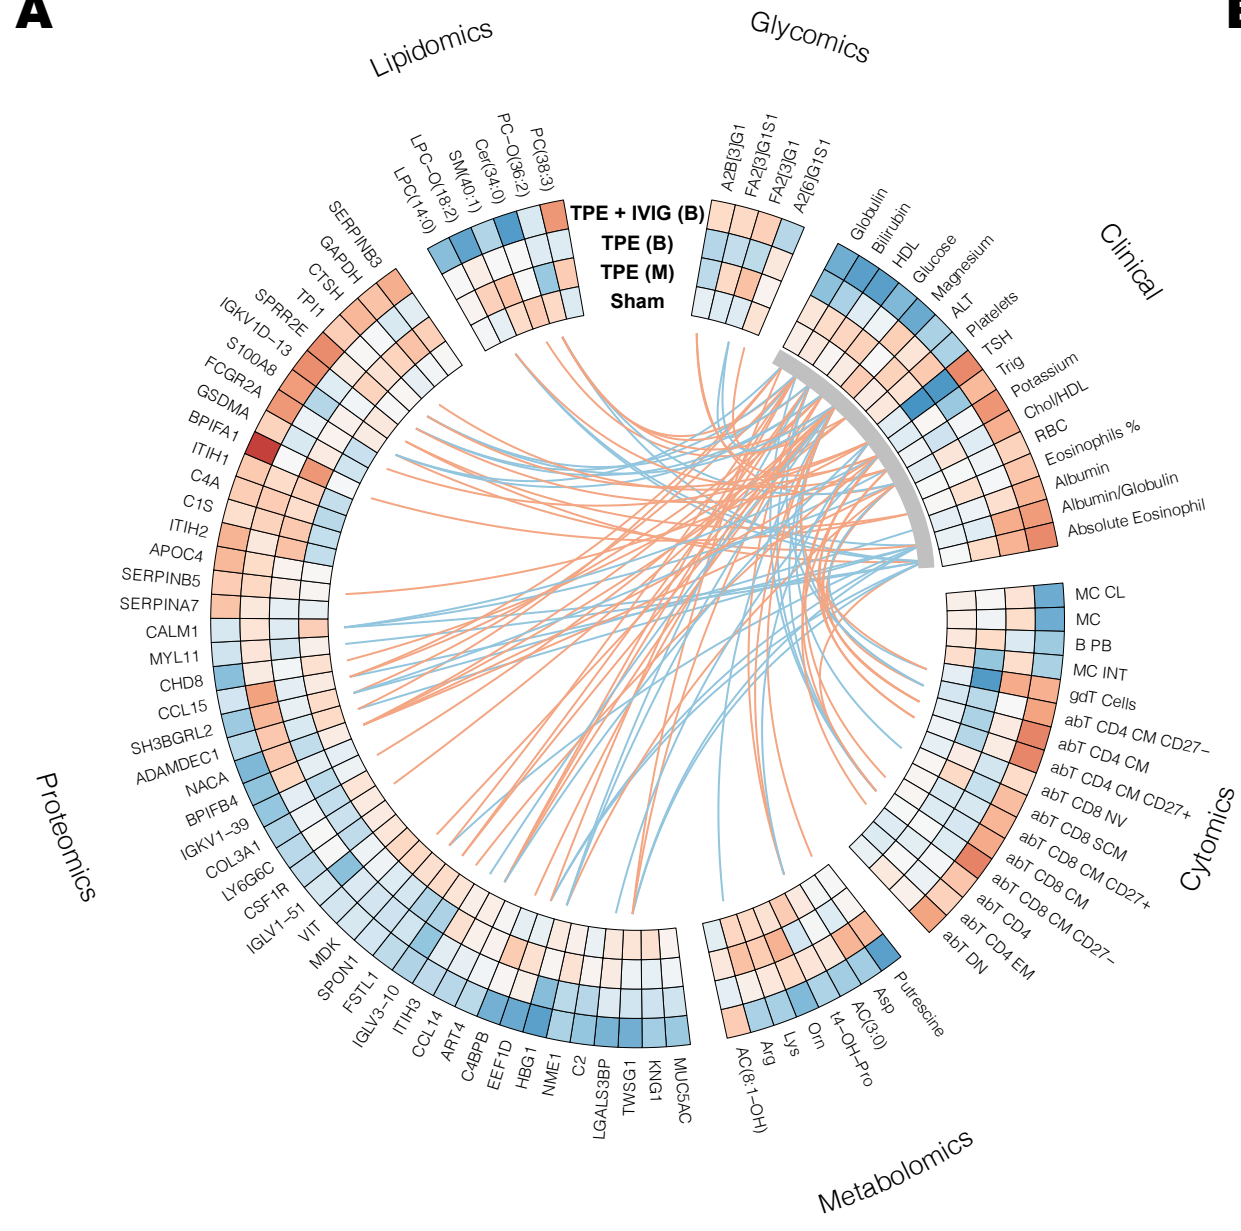 A
Lipidomics
Glycomics
Clinical
Cytomics
Metabolomics
Proteomics
TPE + IVIG (B)
TPE (B)
TPE (M)
Sham
LPC(14:0)
LPC−O(18:2)
SM(40:1)
Cer(34:0)
PC−O(36:2)
PC(38:3)
A2B[3]G1
FA2[3]G1S1
FA2[3]G1
A2[6]G1S1
Globulin
Bilirubin
HDL
Glucose
Magnesium
ALT
Platelets
TSH
Trig
Potassium
Chol/HDL
RBC
Eosinophils %
Albumin
Albumin/Globulin
Absolute Eosinophil
MC CL
MC
B PB
MC INT
gdT Cells
abT CD4 CM CD27−
abT CD4 CM
abT CD4 CM CD27+
abT CD8 NV
abT CD8 SCM
abT CD8 CM CD27+
abT CD8 CM
abT CD8 CM CD27−
abT CD4
abT CD4 EM
abT DN
Putrescine
Asp
AC(3:0)
t4−OH−Pro
Orn
Lys
Arg
AC(8:1−OH)
MUC5AC
KNG1
TWSG1
LGALS3BP
C2
NME1
HBG1
EEF1D
C4BPB
ART4
CCL14
ITIH3
IGLV3−10
FSTL1
SPON1
MDK
VIT
IGLV1−51
CSF1R
LY6G6C
COL3A1
IGKV1−39
BPIFB4
NACA
ADAMDEC1
SH3BGRL2
CCL15
CHD8
MYL11
CALM1
SERPINA7
SERPINB5
APOC4
ITIH2
C1S
C4A
ITIH1
BPIFA1
GSDMA
FCGR2A
S100A8
IGKV1D−13
SPRR2E
TPI1
CTSH
GAPDH
SERPINB3